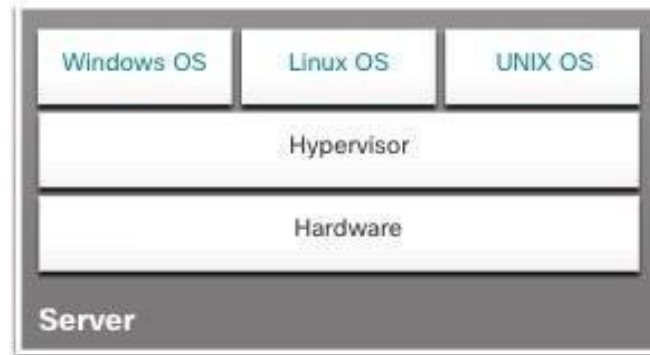 Windows OS Linux OS UNIX OS
Hypervisor
Hardware
Server